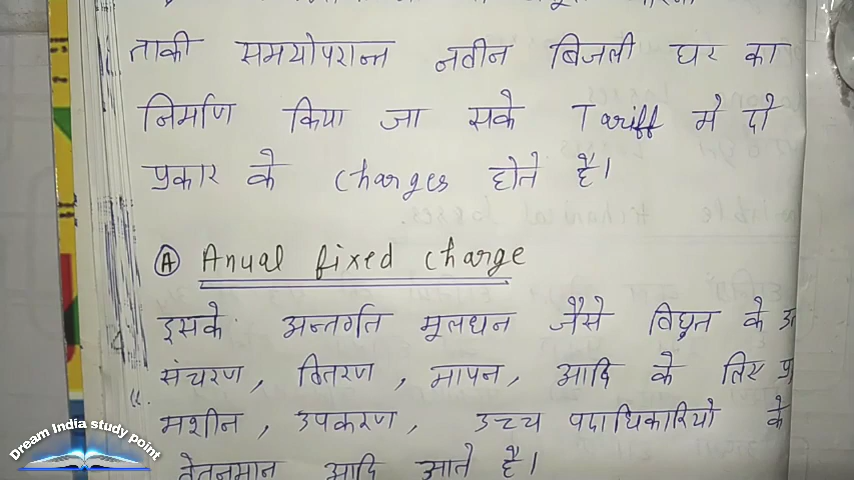 ताकी समयोपरान्त नवीन बिजली घर का
निर्माण किया जा सके Tariff मे दो
प्रकार के charges होते है।
(A) Anual fixed charge
इसके अन्तर्गत मूलधन जैसे विघुत के
संचरण, वितरण, मापन, आदि के लिए
मशीन, उपकरण, उच्च पदाधिकारियो के
वेतनमान आदि आते है।
Dream India study point